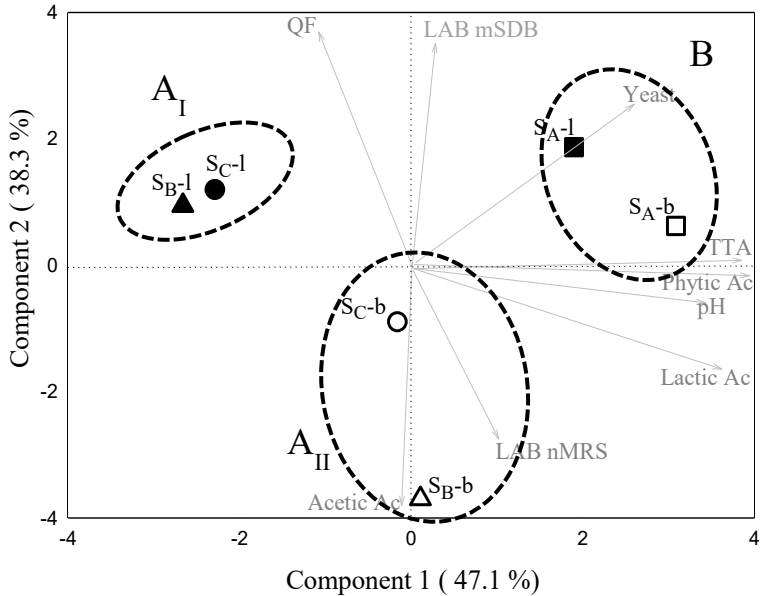 4
QF
LAB mSDB
B
A_I
Yeast
S_A-l
2
S_C-l
S_B-l
S_A-b
TTA
0
Phytic Ac
S_C-b
pH
Lactic Ac
-2
A_II
LAB nMRS
S_B-b
Acetic Ac
-4
-4 -2 0 2 4
Component 1 ( 47.1 %)
Component 2 ( 38.3 %)